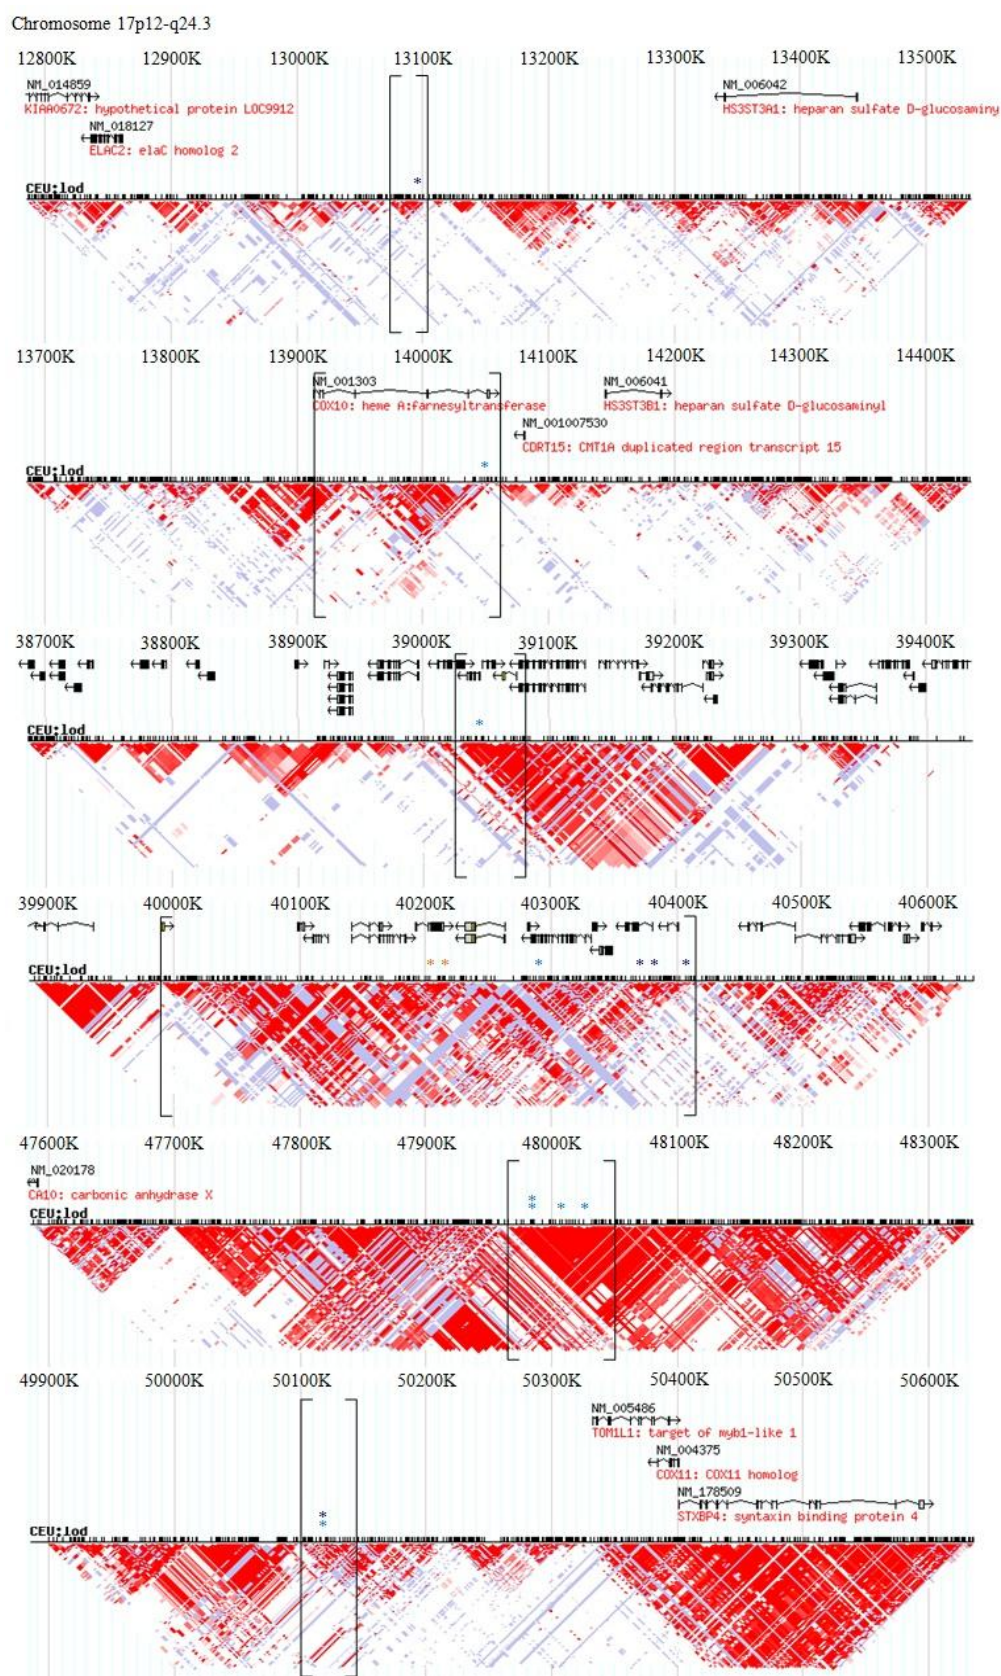 Chromosome 17p12-q24.3
12800K 12900K 13000K 13100K 13200K 13300K 13400K 13500K
NM_014859 NM_006042
KIAA0672: hypothetical protein LOC9912 HS3ST3A1: heparan sulfate D-glucosaminy
NM_018127
ELAC2: elaC homolog 2
*
CEU:lod
13700K 13800K 13900K 14000K 14100K 14200K 14300K 14400K
NM_001303 NM_006041
COX10: heme A:farnesyltransferase HS3ST3B1: heparan sulfate D-glucosaminyl
NM_001007530
CDRT15: CMT1A duplicated region transcript 15
*
CEU:lod
38700K 38800K 38900K 39000K 39100K 39200K 39300K 39400K
*
CEU:lod
39900K 40000K 40100K 40200K 40300K 40400K 40500K 40600K
* * * * * *
CEU:lod
47600K 47700K 47800K 47900K 48000K 48100K 48200K 48300K
NM_020178
CA10: carbonic anhydrase X
*
* * *
CEU:lod
49900K 50000K 50100K 50200K 50300K 50400K 50500K 50600K
NM_005486
TOM1L1: target of myb1-like 1
NM_004375
COX11: COX11 homolog
NM_178509
STXBP4: syntaxin binding protein 4
*
*
CEU:lod